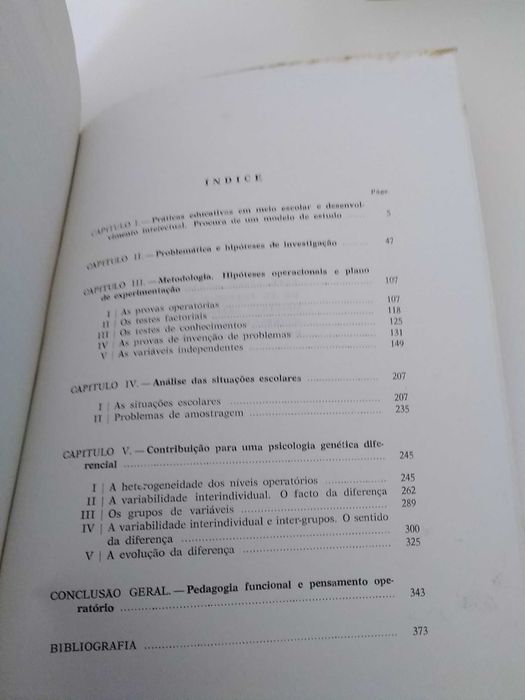 ÍNDICE
Págs.
CAPÍTULO I. — Práticas educativas em meio escolar e desenvol-
vimento intelectual. Procura de um modelo de estudo ........ 5
CAPÍTULO II. — Problemática e hipóteses de investigação ........ 47
CAPÍTULO III. — Metodologia. Hipóteses operacionais e plano
de experimentação ........ 107
I | As provas operatórias ........ 107
II | Os testes factoriais ........ 118
III | Os testes de conhecimentos ........ 125
IV | As provas de invenção de problemas ........ 131
V | As variáveis independentes ........ 149
CAPITULO IV. — Análise das situações escolares ........ 207
I | As situações escolares ........ 207
II | Problemas de amostragem ........ 235
CAPITULO V. — Contribuição para uma psicologia genética dife-
rencial ........ 245
I | A heterogeneidade dos níveis operatórios ........ 245
II | A variabilidade interindividual. O facto da diferença 262
III | Os grupos de variáveis ........ 289
IV | A variabilidade interindividual e inter-grupos. O sentido
da diferença ........ 300
V | A evolução da diferença ........ 325
CONCLUSÃO GERAL. — Pedagogia funcional e pensamento ope-
ratório ........ 343
BIBLIOGRAFIA ........ 373